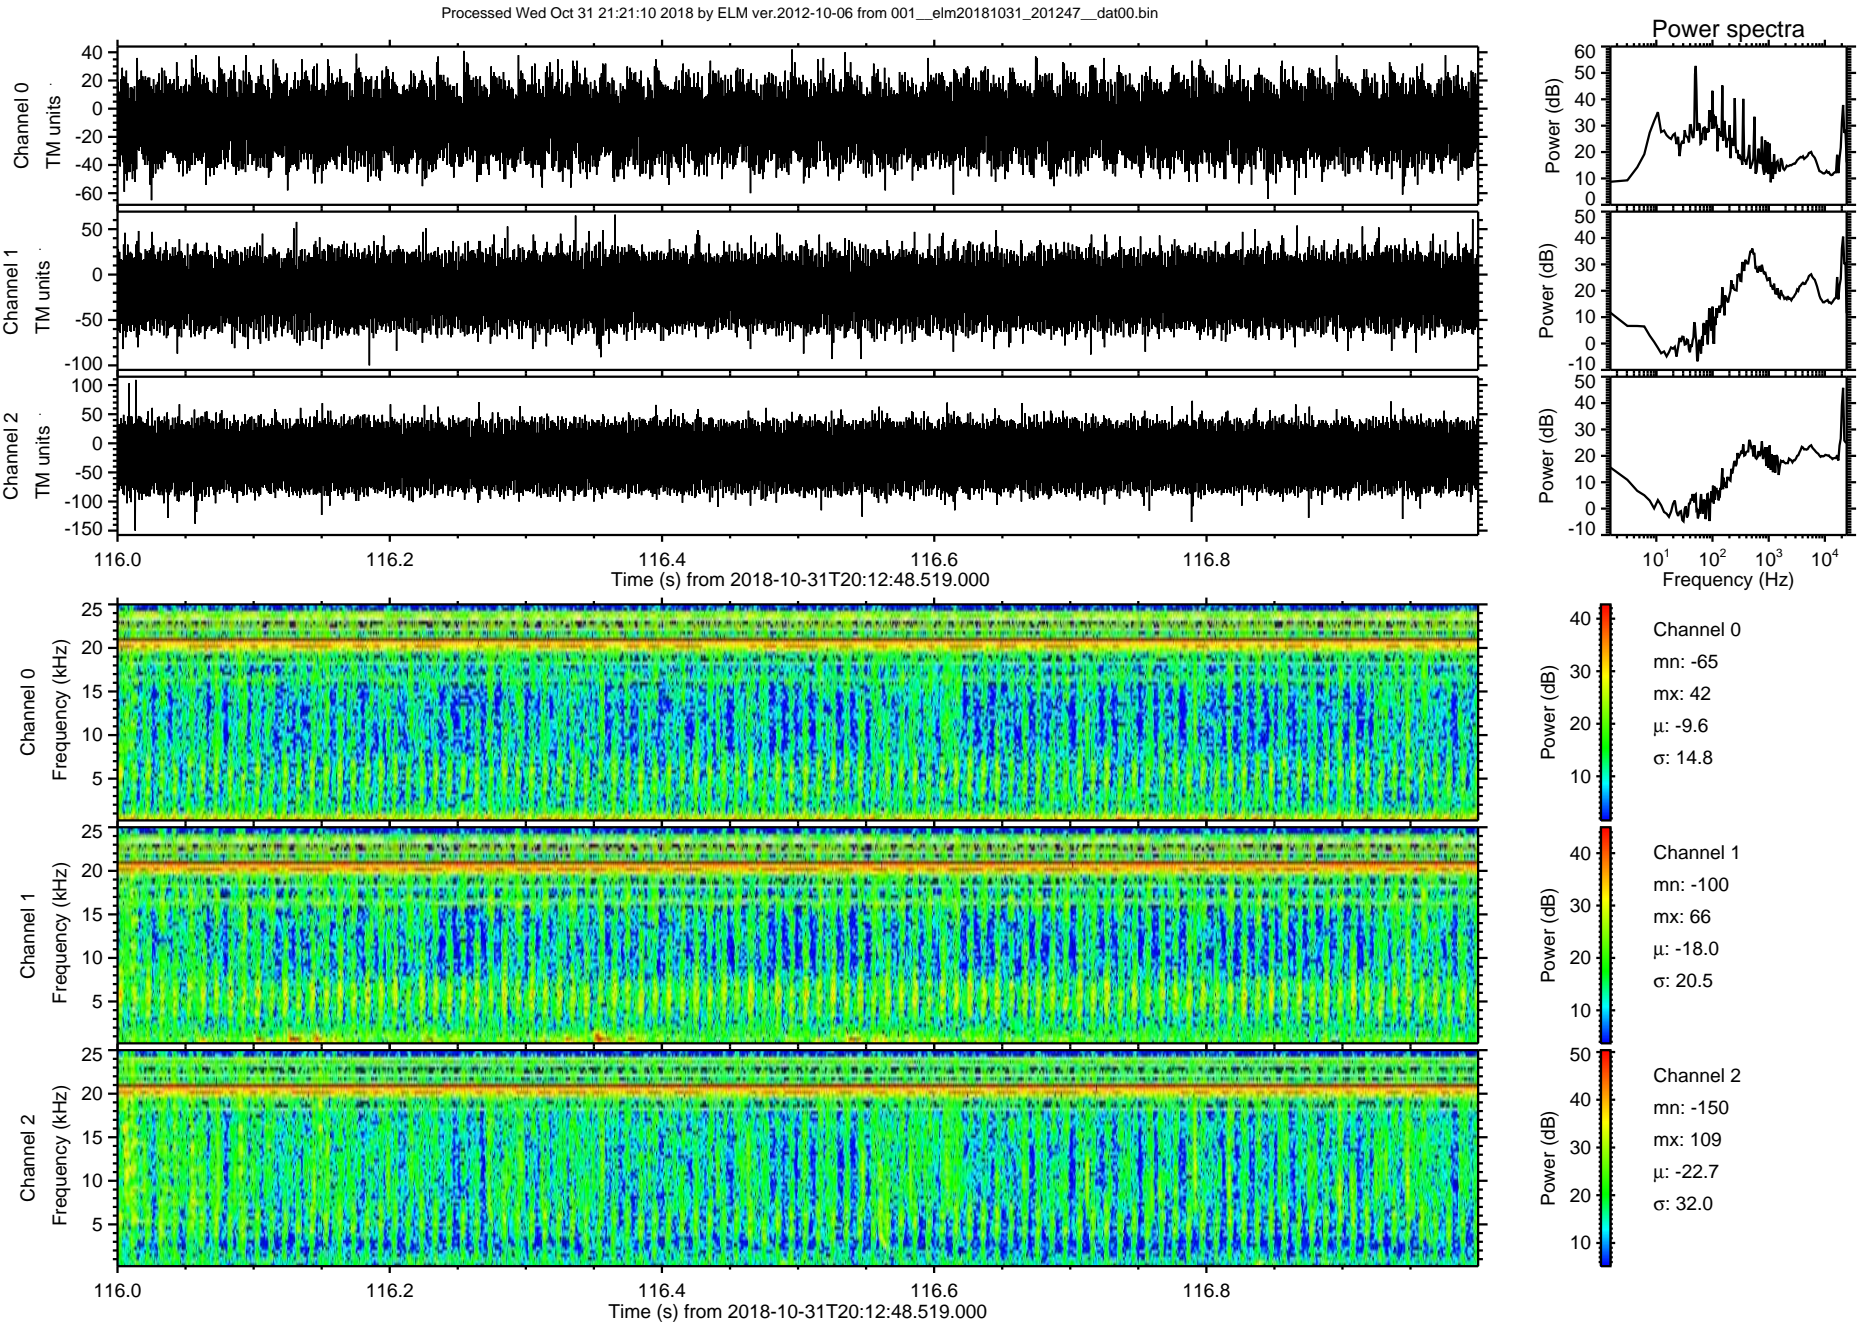 Processed Wed Oct 31 21:21:10 2018 by ELM ver.2012-10-06 from 001__elm20181031_201247__dat00.bin
Power spectra
Channel 0
TM units
40
20
0
-20
-40
-60
Power (dB)
60
50
40
30
20
10
0
Channel 1
TM units
50
0
-50
-100
Power (dB)
50
40
30
20
10
0
-10
Channel 2
TM units
100
50
0
-50
-100
-150
Power (dB)
50
40
30
20
10
0
-10
116.0 116.2 116.4 116.6 116.8
Time (s) from 2018-10-31T20:12:48.519.000
10¹ 10² 10³ 10⁴
Frequency (Hz)
Channel 0
Frequency (kHz)
25
20
15
10
5
Power (dB)
40
30
20
10
Channel 0
mn: -65
mx: 42
μ: -9.6
σ: 14.8
Channel 1
Frequency (kHz)
25
20
15
10
5
Power (dB)
40
30
20
10
Channel 1
mn: -100
mx: 66
μ: -18.0
σ: 20.5
Channel 2
Frequency (kHz)
25
20
15
10
5
Power (dB)
50
40
30
20
10
Channel 2
mn: -150
mx: 109
μ: -22.7
σ: 32.0
116.0 116.2 116.4 116.6 116.8
Time (s) from 2018-10-31T20:12:48.519.000